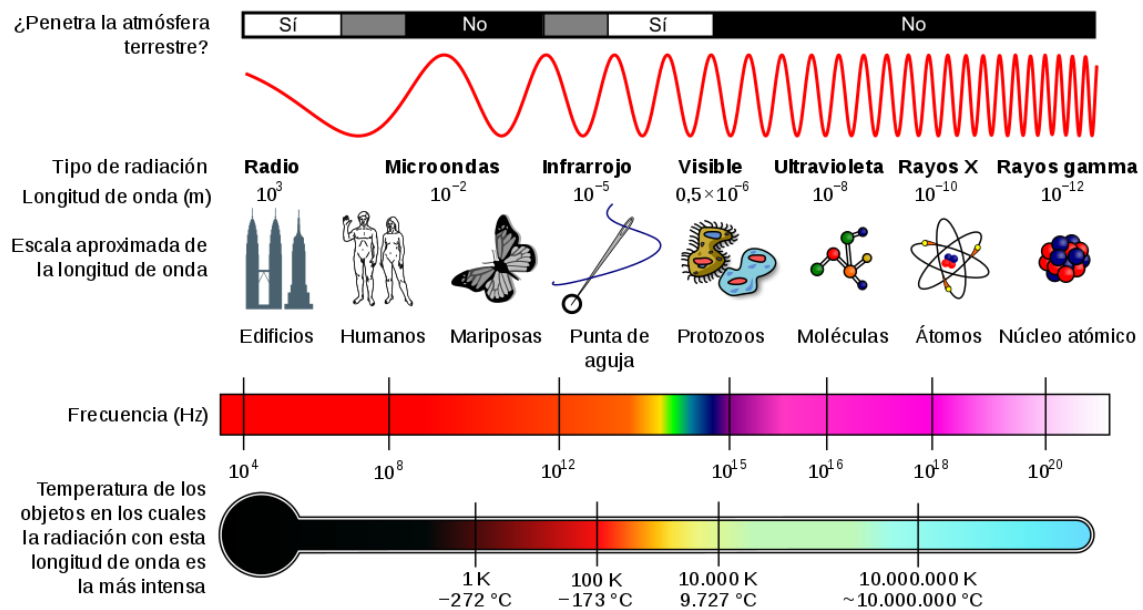 ¿Penetra la atmósfera
terrestre?
Sí No Sí No
Tipo de radiación Radio Microondas Infrarrojo Visible Ultravioleta Rayos X Rayos gamma
Longitud de onda (m) 10³ 10⁻² 10⁻⁵ 0,5×10⁻⁶ 10⁻⁸ 10⁻¹⁰ 10⁻¹²
Escala aproximada de
la longitud de onda
Edificios Humanos Mariposas Punta de Protozoos Moléculas Átomos Núcleo atómico
aguja
Frecuencia (Hz)
10⁴ 10⁸ 10¹² 10¹⁵ 10¹⁶ 10¹⁸ 10²⁰
Temperatura de los
objetos en los cuales
la radiación con esta
longitud de onda es
la más intensa
1 K 100 K 10.000 K 10.000.000 K
−272 °C −173 °C 9.727 °C ~10.000.000 °C